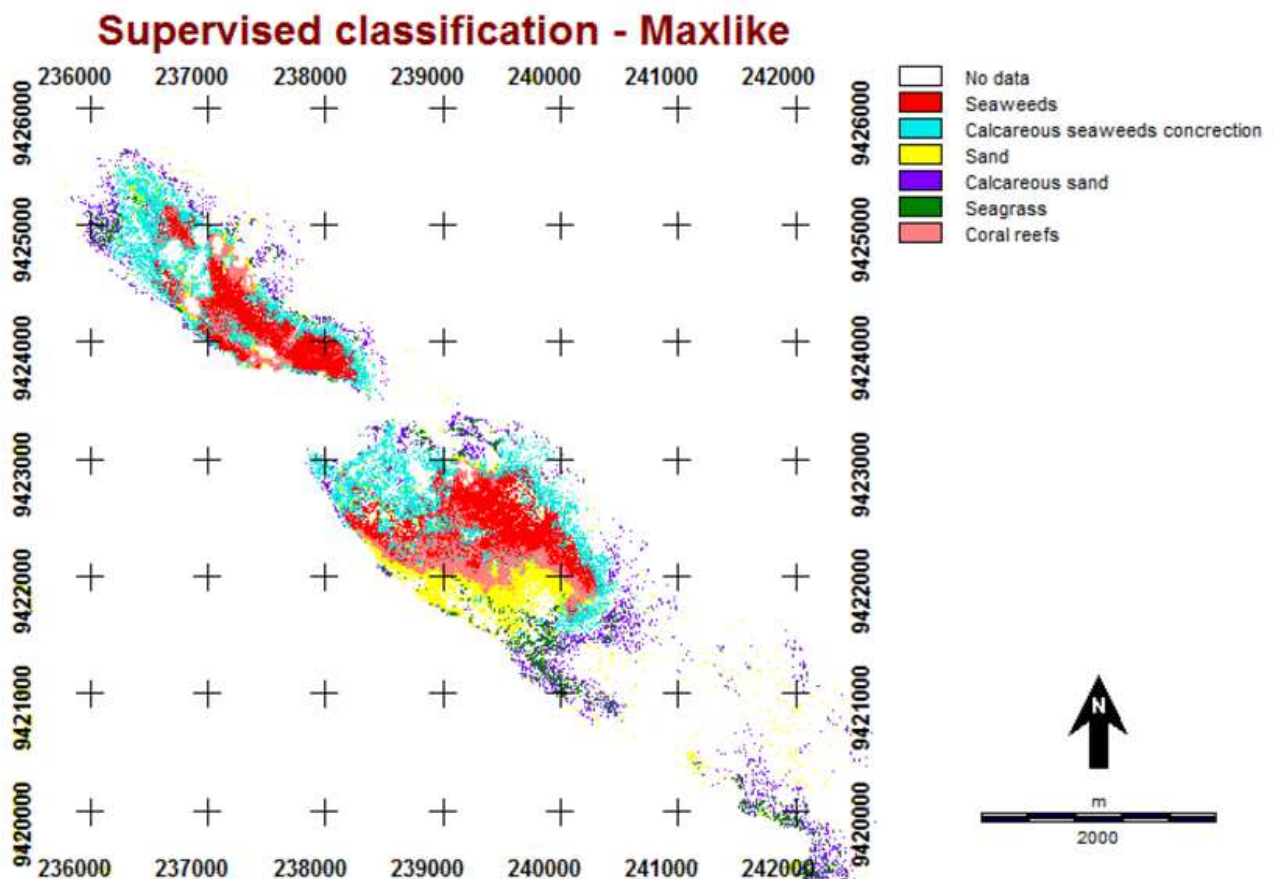 Supervised classification - Maxlike
236000 237000 238000 239000 240000 241000 242000
9426000 9426000
9425000 9425000
9424000 9424000
9423000 9423000
9422000 9422000
9421000 9421000
9420000 9420000
236000 237000 238000 239000 240000 241000 242000
No data
Seaweeds
Calcareous seaweeds concrection
Sand
Calcareous sand
Seagrass
Coral reefs
N
m
2000